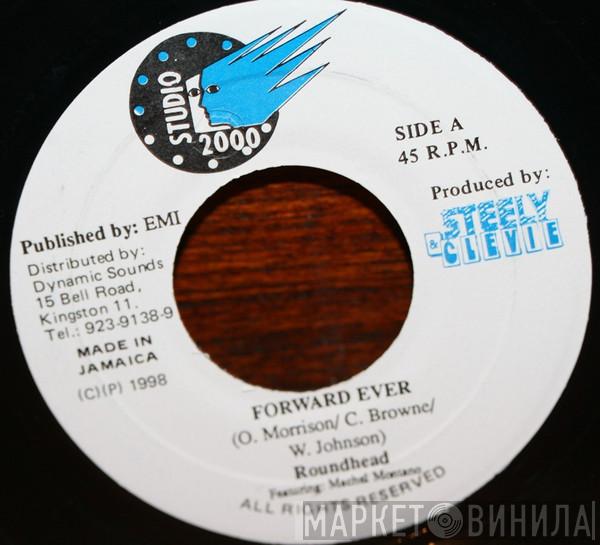 STUDIO
2000
SIDE A
45 R.P.M.
Produced by:
STEELY
& CLEVIE
Published by: EMI
Distributed by:
Dynamic Sounds
15 Bell Road,
Kingston 11.
Tel.: 923-9138-9
MADE IN
JAMAICA
(C)(P) 1998
FORWARD EVER
(O. Morrison/ C. Browne/
W. Johnson)
Roundhead
Featuring: Machal Montano
ALL RIGHTS RESERVED
МАРКЕТ ВИНИЛА